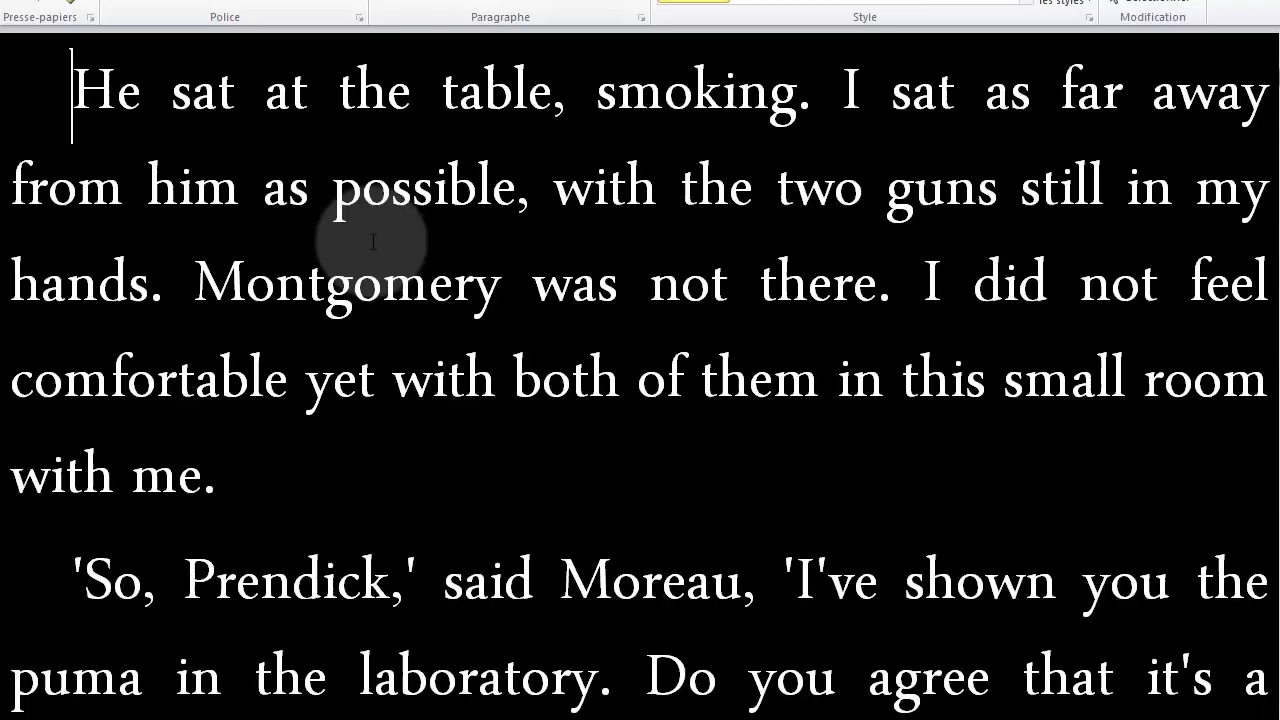 Presse-papiers Police Paragraphe Style Modification
He sat at the table, smoking. I sat as far away
from him as possible, with the two guns still in my
hands. Montgomery was not there. I did not feel
comfortable yet with both of them in this small room
with me.
'So, Prendick,' said Moreau, 'I've shown you the
puma in the laboratory. Do you agree that it's a